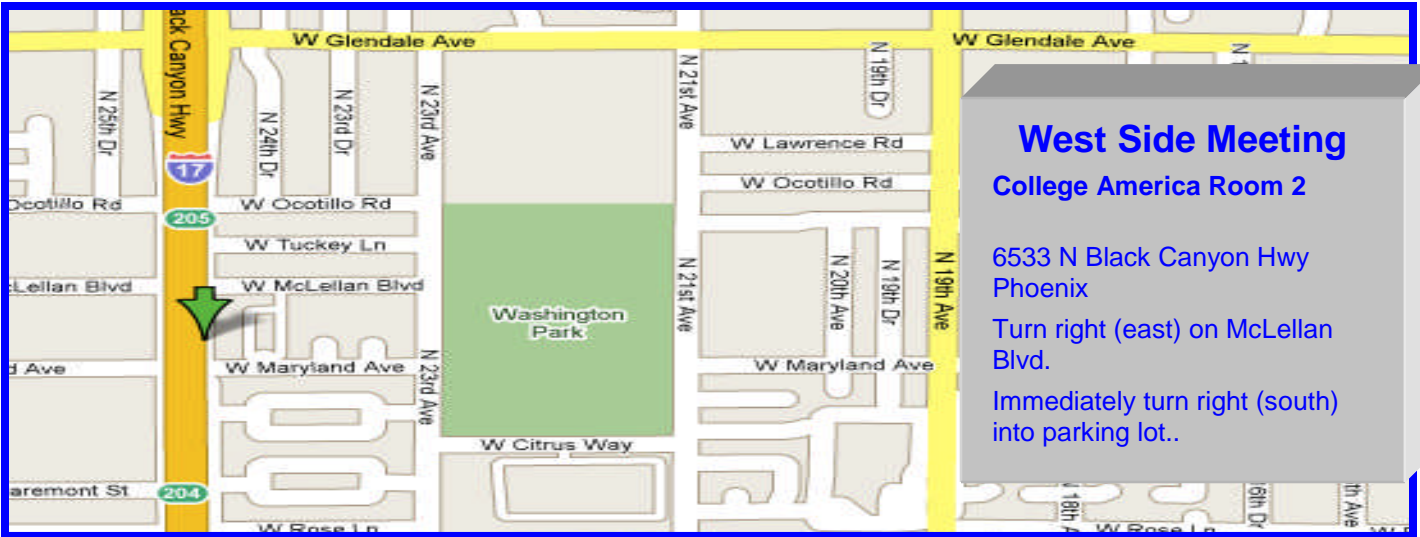 Black Canyon Hwy
W Glendale Ave
W Glendale Ave
N 25th Dr
N 24th Dr
N 23rd Dr
N 23rd Ave
N 21st Ave
N 19th Dr
17
W Lawrence Rd
W Ocotillo Rd
Ocotillo Rd
205
W Ocotillo Rd
W Tuckey Ln
W McLellan Blvd
Washington
Park
N 21st Ave
N 20th Ave
N 19th Dr
N 19th Ave
W Maryland Ave
N 23rd Ave
W Maryland Ave
d Ave
W Citrus Way
204
W Rose Ln
W Rose Ln
West Side Meeting
College America Room 2
6533 N Black Canyon Hwy
Phoenix
Turn right (east) on McLellan
Blvd.
Immediately turn right (south)
into parking lot..